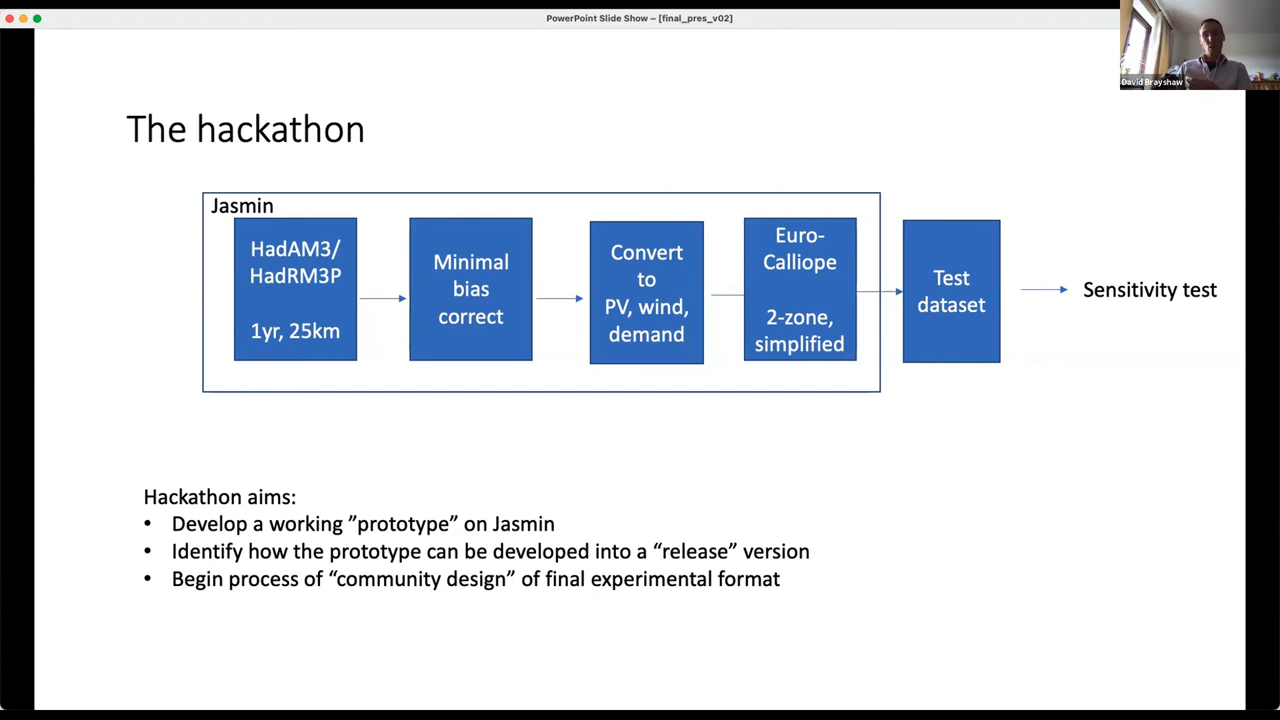 PowerPoint Slide Show – [final_pres_v02]
David Brayshaw
The hackathon
Jasmin
HadAM3/
HadRM3P
1yr, 25km
Minimal
bias
correct
Convert
to
PV, wind,
demand
Euro-
Calliope
2-zone,
simplified
Test
dataset
Sensitivity test
Hackathon aims:
• Develop a working ”prototype” on Jasmin
• Identify how the prototype can be developed into a “release” version
• Begin process of “community design” of final experimental format